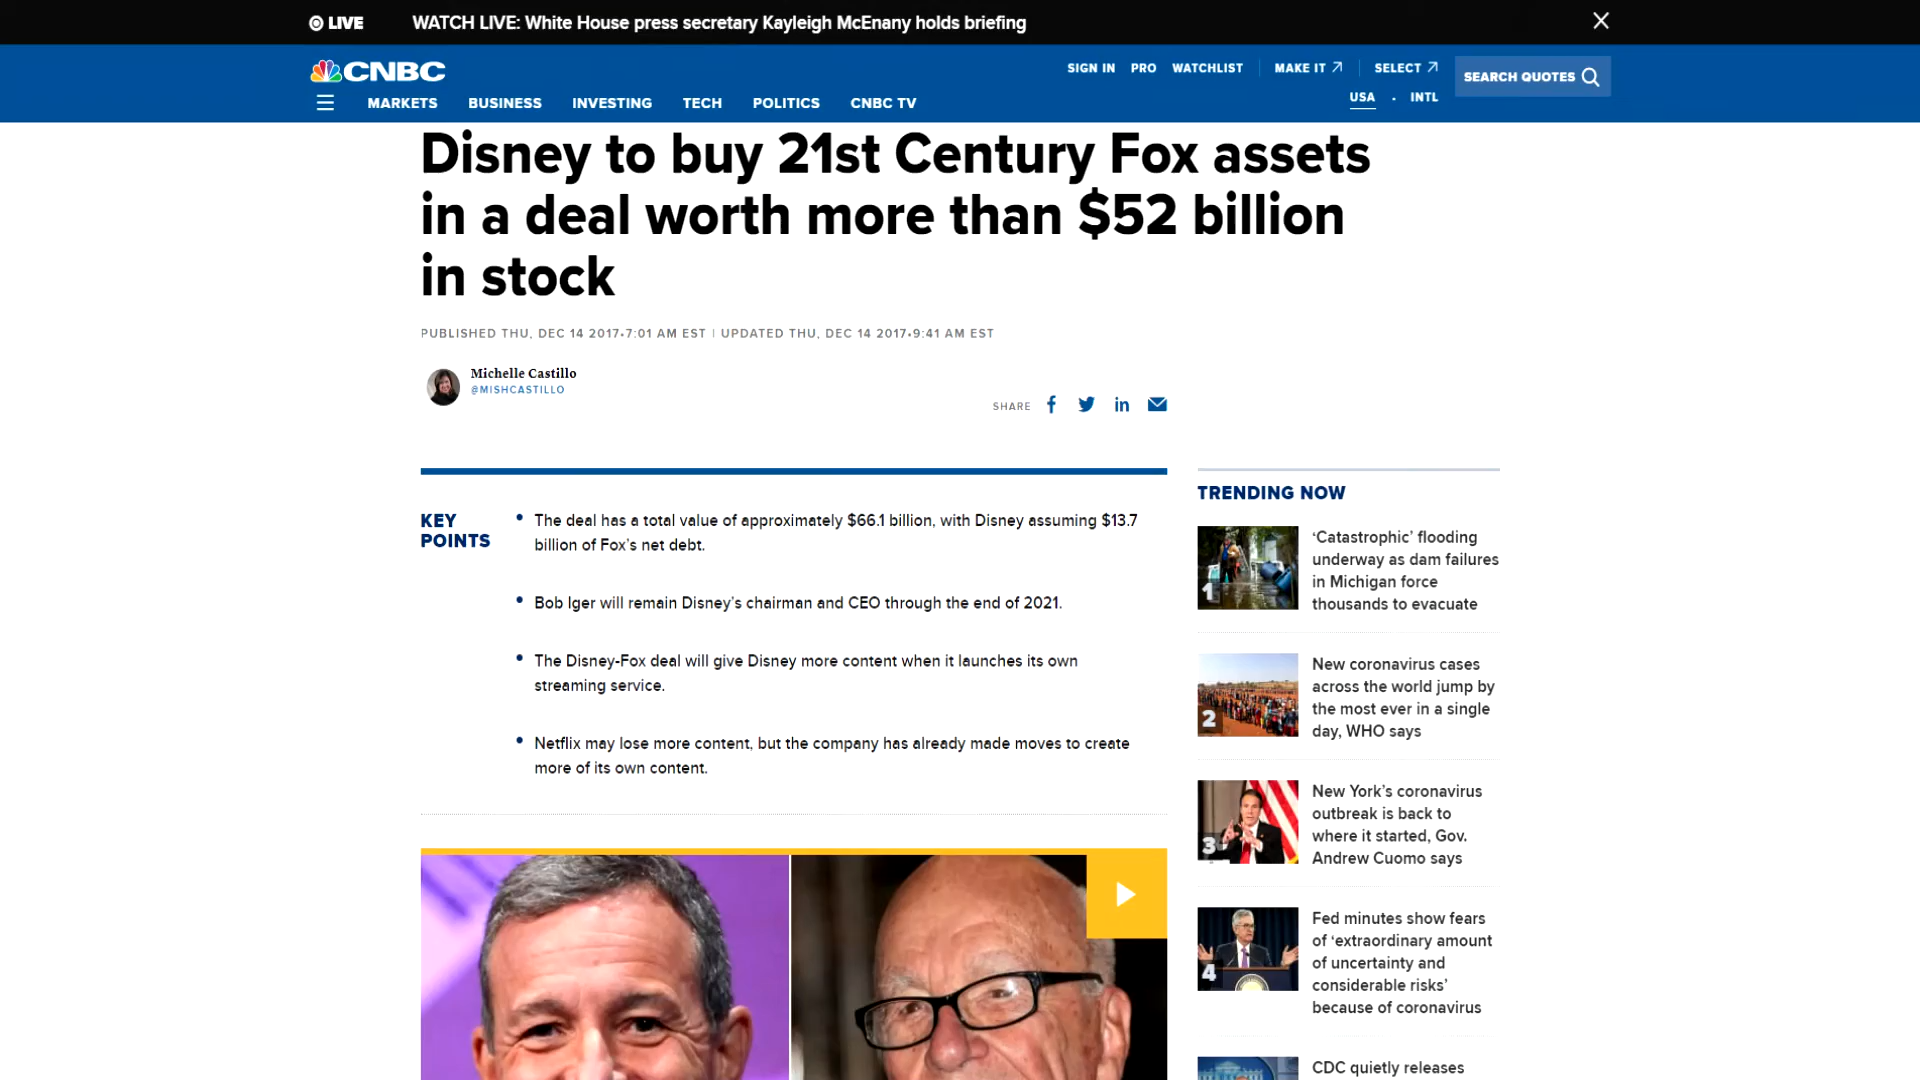 LIVE
WATCH LIVE: White House press secretary Kayleigh McEnany holds briefing
CNBC
SIGN IN
PRO
WATCHLIST
MAKE IT
SELECT
SEARCH QUOTES
USA
INTL
MARKETS
BUSINESS
INVESTING
TECH
POLITICS
CNBC TV
Disney to buy 21st Century Fox assets
in a deal worth more than $52 billion
in stock
PUBLISHED THU, DEC 14 2017•7:01 AM EST | UPDATED THU, DEC 14 2017•9:41 AM EST
Michelle Castillo
@MISHCASTILLO
SHARE
KEY
POINTS
• The deal has a total value of approximately $66.1 billion, with Disney assuming $13.7
billion of Fox's net debt.
• Bob Iger will remain Disney's chairman and CEO through the end of 2021.
• The Disney-Fox deal will give Disney more content when it launches its own
streaming service.
• Netflix may lose more content, but the company has already made moves to create
more of its own content.
TRENDING NOW
1
‘Catastrophic’ flooding
underway as dam failures
in Michigan force
thousands to evacuate
2
New coronavirus cases
across the world jump by
the most ever in a single
day, WHO says
3
New York’s coronavirus
outbreak is back to
where it started, Gov.
Andrew Cuomo says
4
Fed minutes show fears
of ‘extraordinary amount
of uncertainty and
considerable risks’
because of coronavirus
CDC quietly releases